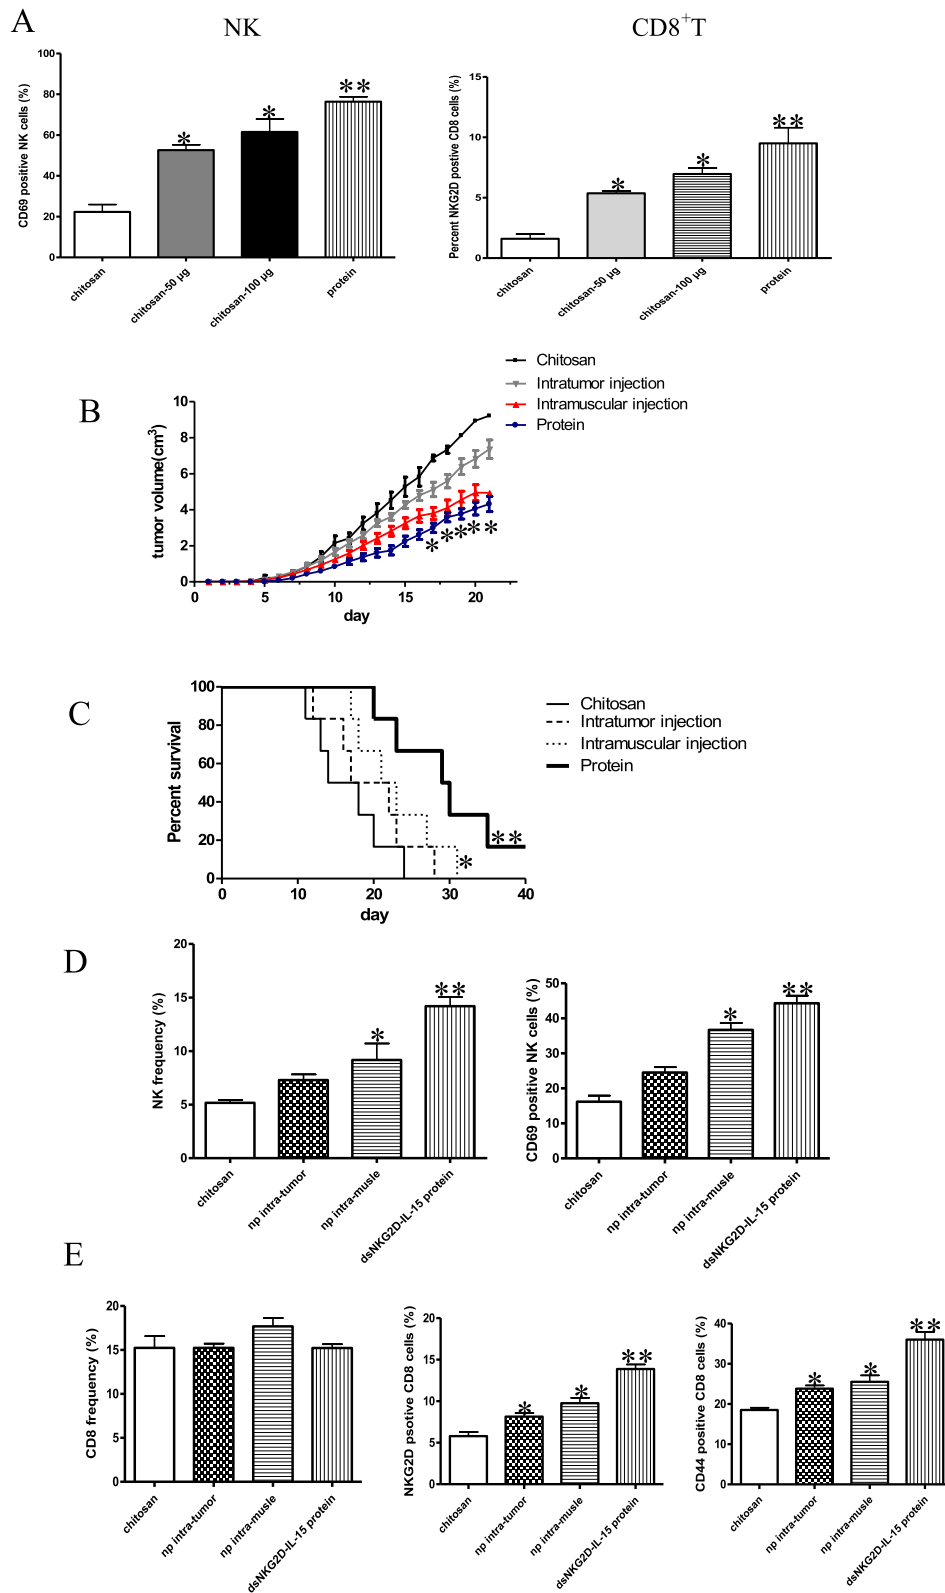 A
NK
CD8+T
CD69 positive NK cells (%)
100
80
60
40
20
0
*
*
**
chitosan
chitosan-50 µg
chitosan-100 µg
protein
Percent NKG2D postive CD8 cells (%)
15
10
5
0
*
*
**
chitosan
chitosan-50 µg
chitosan-100 µg
protein
B
Chitosan
Intratumor injection
Intramuscular injection
Protein
tumor volume(cm3)
10
8
6
4
2
0
*****
0
5
10
15
20
day
C
Percent survival
100
80
60
40
20
0
**
*
0
10
20
30
40
day
Chitosan
Intratumor injection
Intramuscular injection
Protein
D
NK frequency (%)
20
15
10
5
0
*
**
chitosan
np intra-tumor
np intra-musle
dsNKG2D-IL-15 protein
CD69 positive NK cells (%)
50
40
30
20
10
0
*
**
chitosan
np intra-tumor
np intra-musle
dsNKG2D-IL-15 protein
E
CD8 frequency (%)
20
15
10
5
0
chitosan
np intra-tumor
np intra-musle
dsNKG2D-IL-15 protein
NKG2D psotive CD8 cells (%)
20
15
10
5
0
*
*
**
chitosan
np intra-tumor
np intra-musle
dsNKG2D-IL-15 protein
CD44 positive CD8 cells (%)
40
30
20
10
0
*
*
**
chitosan
np intra-tumor
np intra-musle
dsNKG2D-IL-15 protein